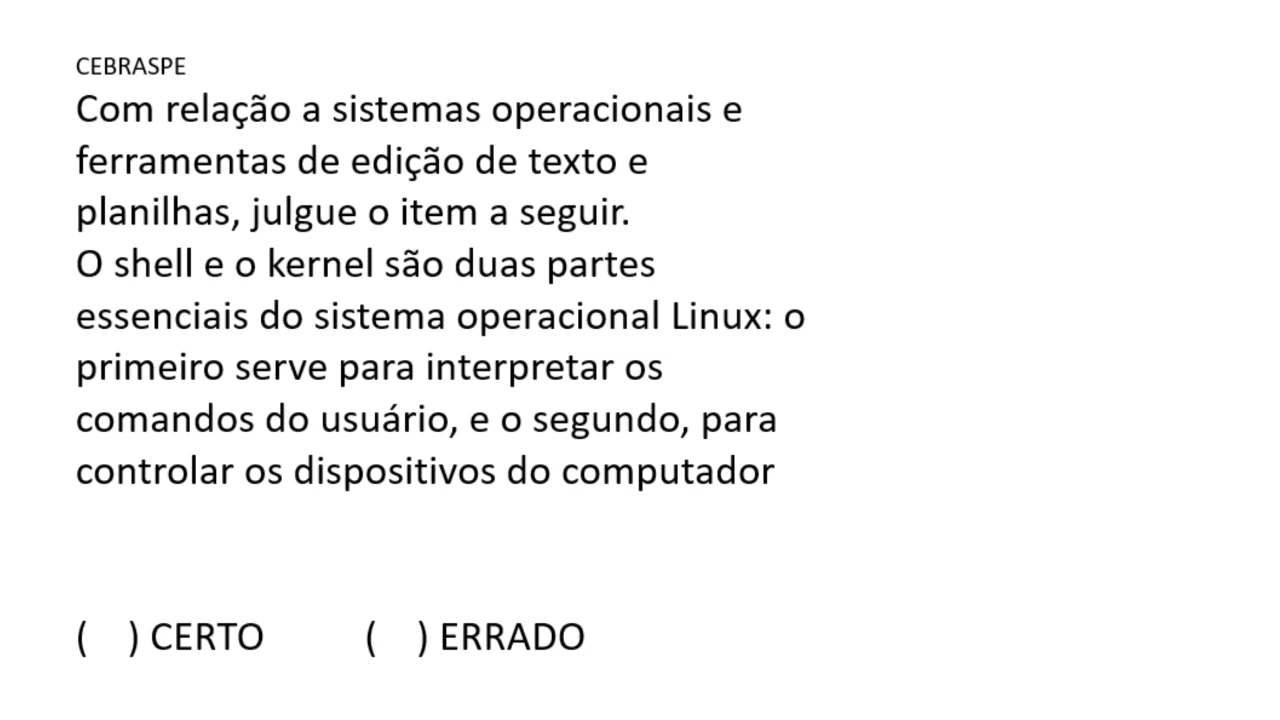 CEBRASPE
Com relação a sistemas operacionais e
ferramentas de edição de texto e
planilhas, julgue o item a seguir.
O shell e o kernel são duas partes
essenciais do sistema operacional Linux: o
primeiro serve para interpretar os
comandos do usuário, e o segundo, para
controlar os dispositivos do computador
(    ) CERTO          (    ) ERRADO